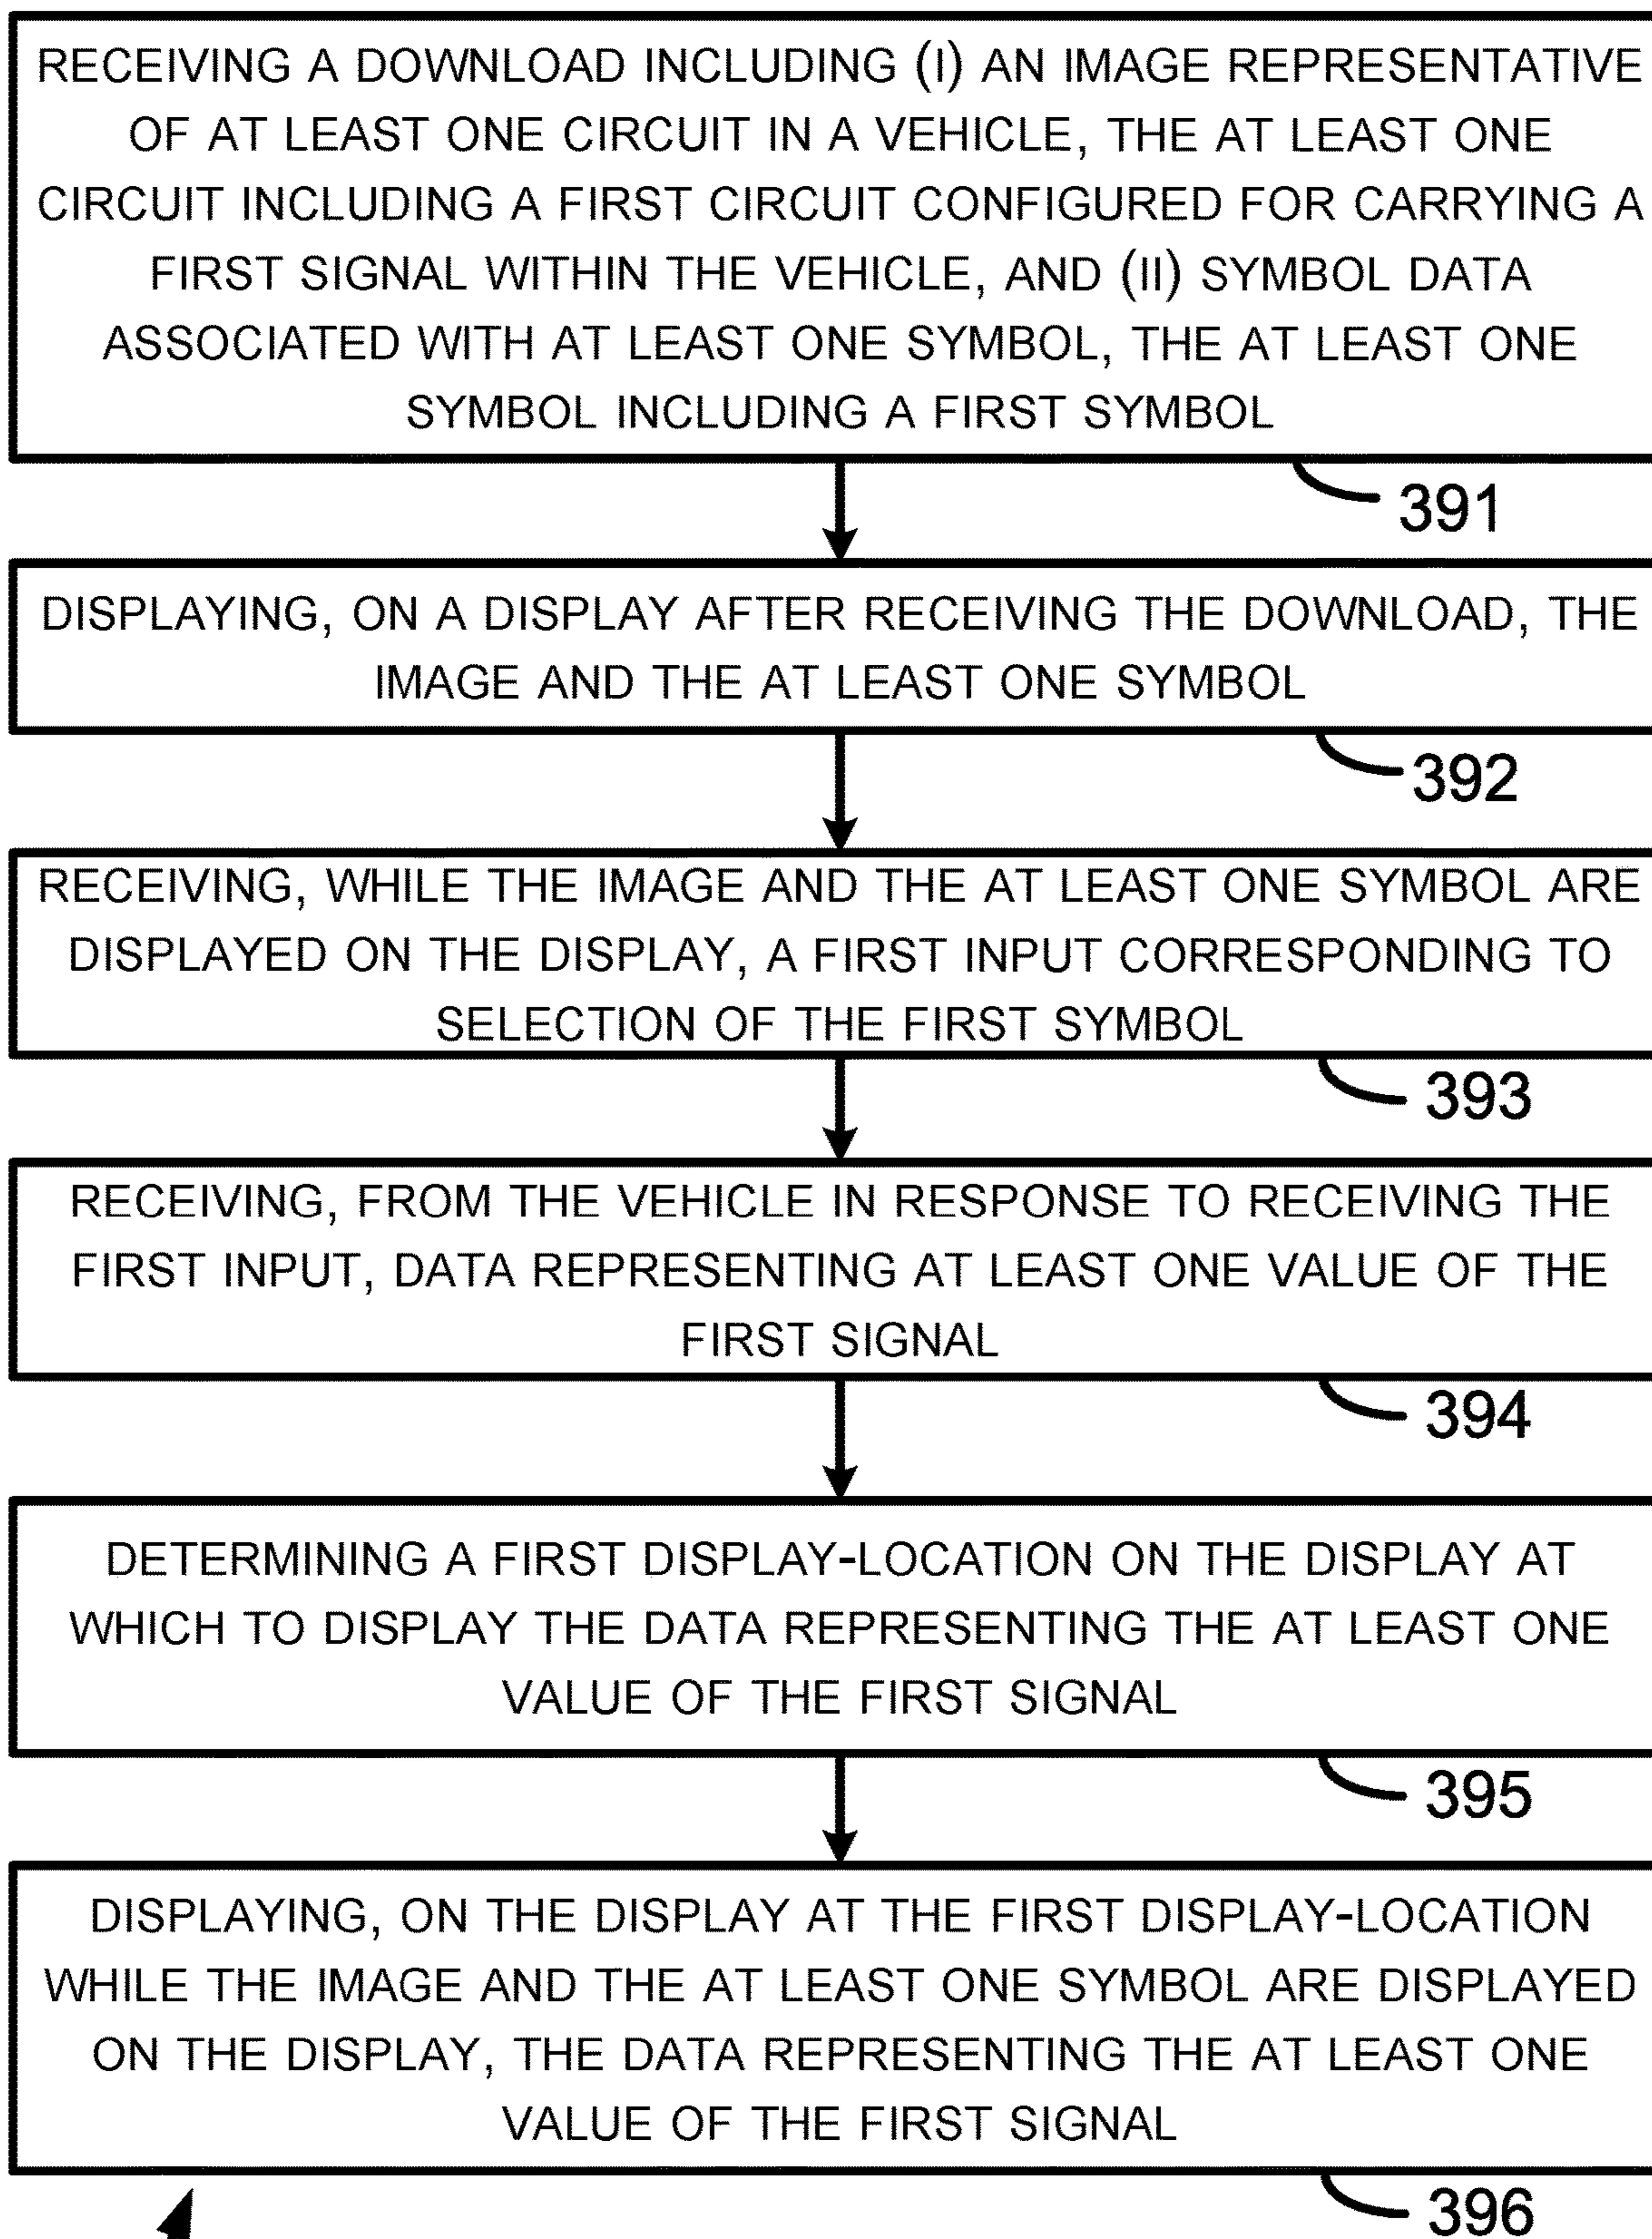 RECEIVING A DOWNLOAD INCLUDING (I) AN IMAGE REPRESENTATIVE
OF AT LEAST ONE CIRCUIT IN A VEHICLE, THE AT LEAST ONE
CIRCUIT INCLUDING A FIRST CIRCUIT CONFIGURED FOR CARRYING A
FIRST SIGNAL WITHIN THE VEHICLE, AND (II) SYMBOL DATA
ASSOCIATED WITH AT LEAST ONE SYMBOL, THE AT LEAST ONE
SYMBOL INCLUDING A FIRST SYMBOL
391
DISPLAYING, ON A DISPLAY AFTER RECEIVING THE DOWNLOAD, THE
IMAGE AND THE AT LEAST ONE SYMBOL
392
RECEIVING, WHILE THE IMAGE AND THE AT LEAST ONE SYMBOL ARE
DISPLAYED ON THE DISPLAY, A FIRST INPUT CORRESPONDING TO
SELECTION OF THE FIRST SYMBOL
393
RECEIVING, FROM THE VEHICLE IN RESPONSE TO RECEIVING THE
FIRST INPUT, DATA REPRESENTING AT LEAST ONE VALUE OF THE
FIRST SIGNAL
394
DETERMINING A FIRST DISPLAY-LOCATION ON THE DISPLAY AT
WHICH TO DISPLAY THE DATA REPRESENTING THE AT LEAST ONE
VALUE OF THE FIRST SIGNAL
395
DISPLAYING, ON THE DISPLAY AT THE FIRST DISPLAY-LOCATION
WHILE THE IMAGE AND THE AT LEAST ONE SYMBOL ARE DISPLAYED
ON THE DISPLAY, THE DATA REPRESENTING THE AT LEAST ONE
VALUE OF THE FIRST SIGNAL
396